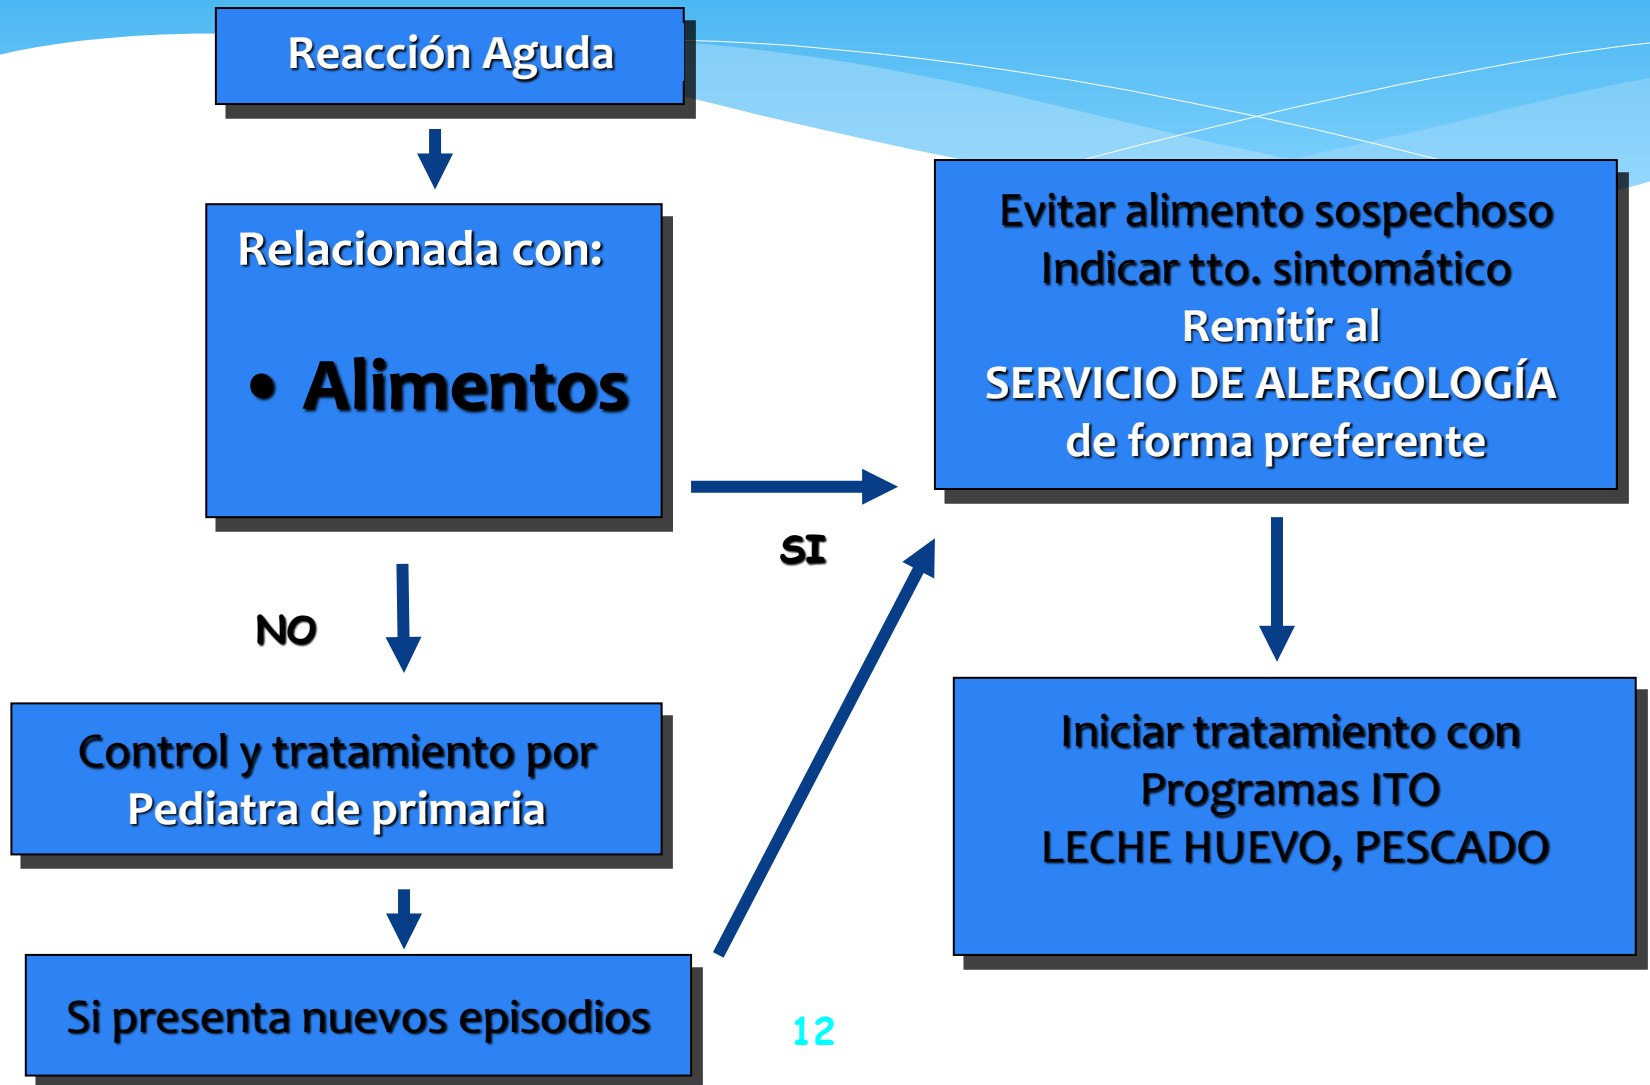 Reacción Aguda
Relacionada con:
• Alimentos
SI
NO
Evitar alimento sospechoso
Indicar tto. sintomático
Remitir al
SERVICIO DE ALERGOLOGÍA
de forma preferente
Control y tratamiento por
Pediatra de primaria
Si presenta nuevos episodios
Iniciar tratamiento con
Programas ITO
LECHE HUEVO, PESCADO
12